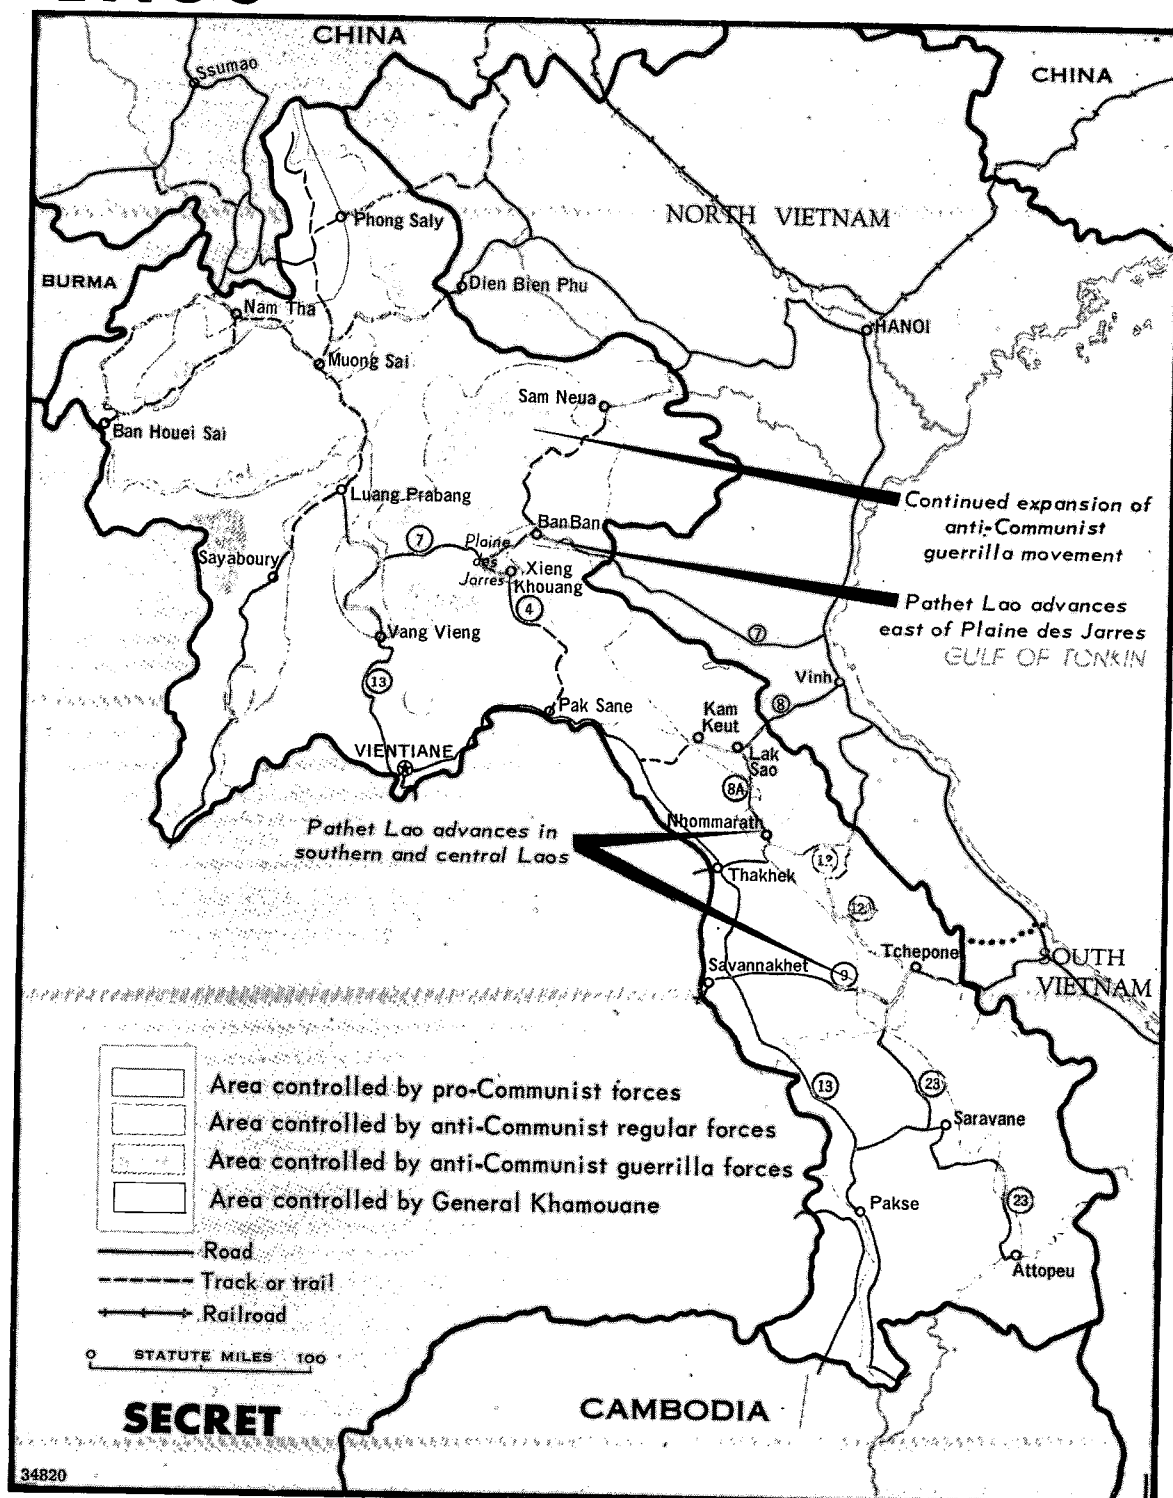 CHINA
Ssumao
CHINA
Phong Saly
NORTH VIETNAM
BURMA
Dien Bien Phu
Nam Tha
HANOI
Muong Sai
Sam Neua
Ban Houei Sai
Luang Prabang
Continued expansion of
anti-Communist
guerrilla movement
Ban Ban
7
Plaine
des
Jarres
Sayaboury
Xieng
Khouang
4
Pathet Lao advances
east of Plaine des Jarres
Vang Vieng
7
GULF OF TONKIN
13
Vinh
8
Pak Sane
Kam
Keut
VIENTIANE
Lak
Sao
8A
Pathet Lao advances in
southern and central Laos
Nhommarath
12
Thakhek
12
Tchepone
SOUTH
VIETNAM
Savannakhet
9
Area controlled by pro-Communist forces
Area controlled by anti-Communist regular forces
Area controlled by anti-Communist guerrilla forces
Area controlled by General Khamouane
13
23
Saravane
Pakse
23
Attopeu
Road
Track or trail
Railroad
0 STATUTE MILES 100
SECRET
CAMBODIA
34820